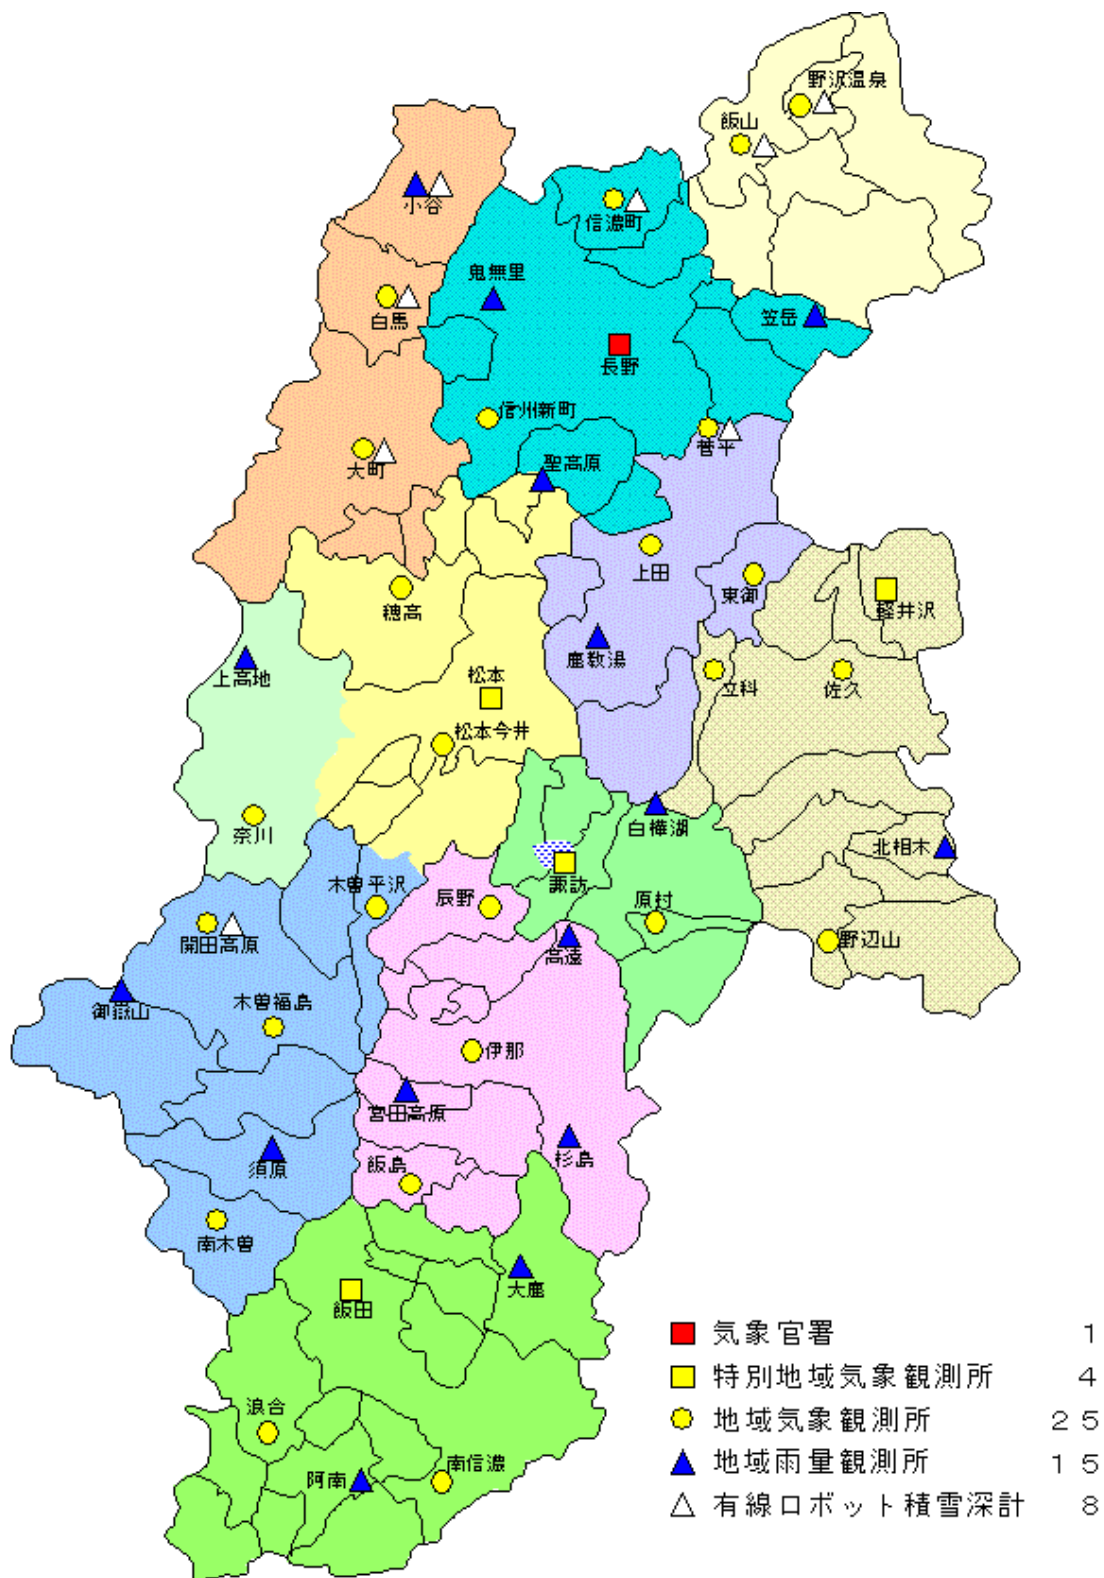 野沢温泉
飯山
小谷
信濃町
鬼無里
白馬
笠岳
長野
信州新町
菅平
大町
聖高原
上田
東御
軽井沢
穂高
鹿教湯
上高地
松本
立科
佐久
松本今井
白樺湖
奈川
北相木
諏訪
木曽平沢
辰野
原村
開田高原
高遠
野辺山
御嶽山
木曽福島
伊那
宮田高原
杉島
須原
飯島
南木曽
大鹿
飯田
気象官署 1
特別地域気象観測所 4
浪合
地域気象観測所 25
南信濃
地域雨量観測所 15
阿南
有線ロボット積雪深計 8